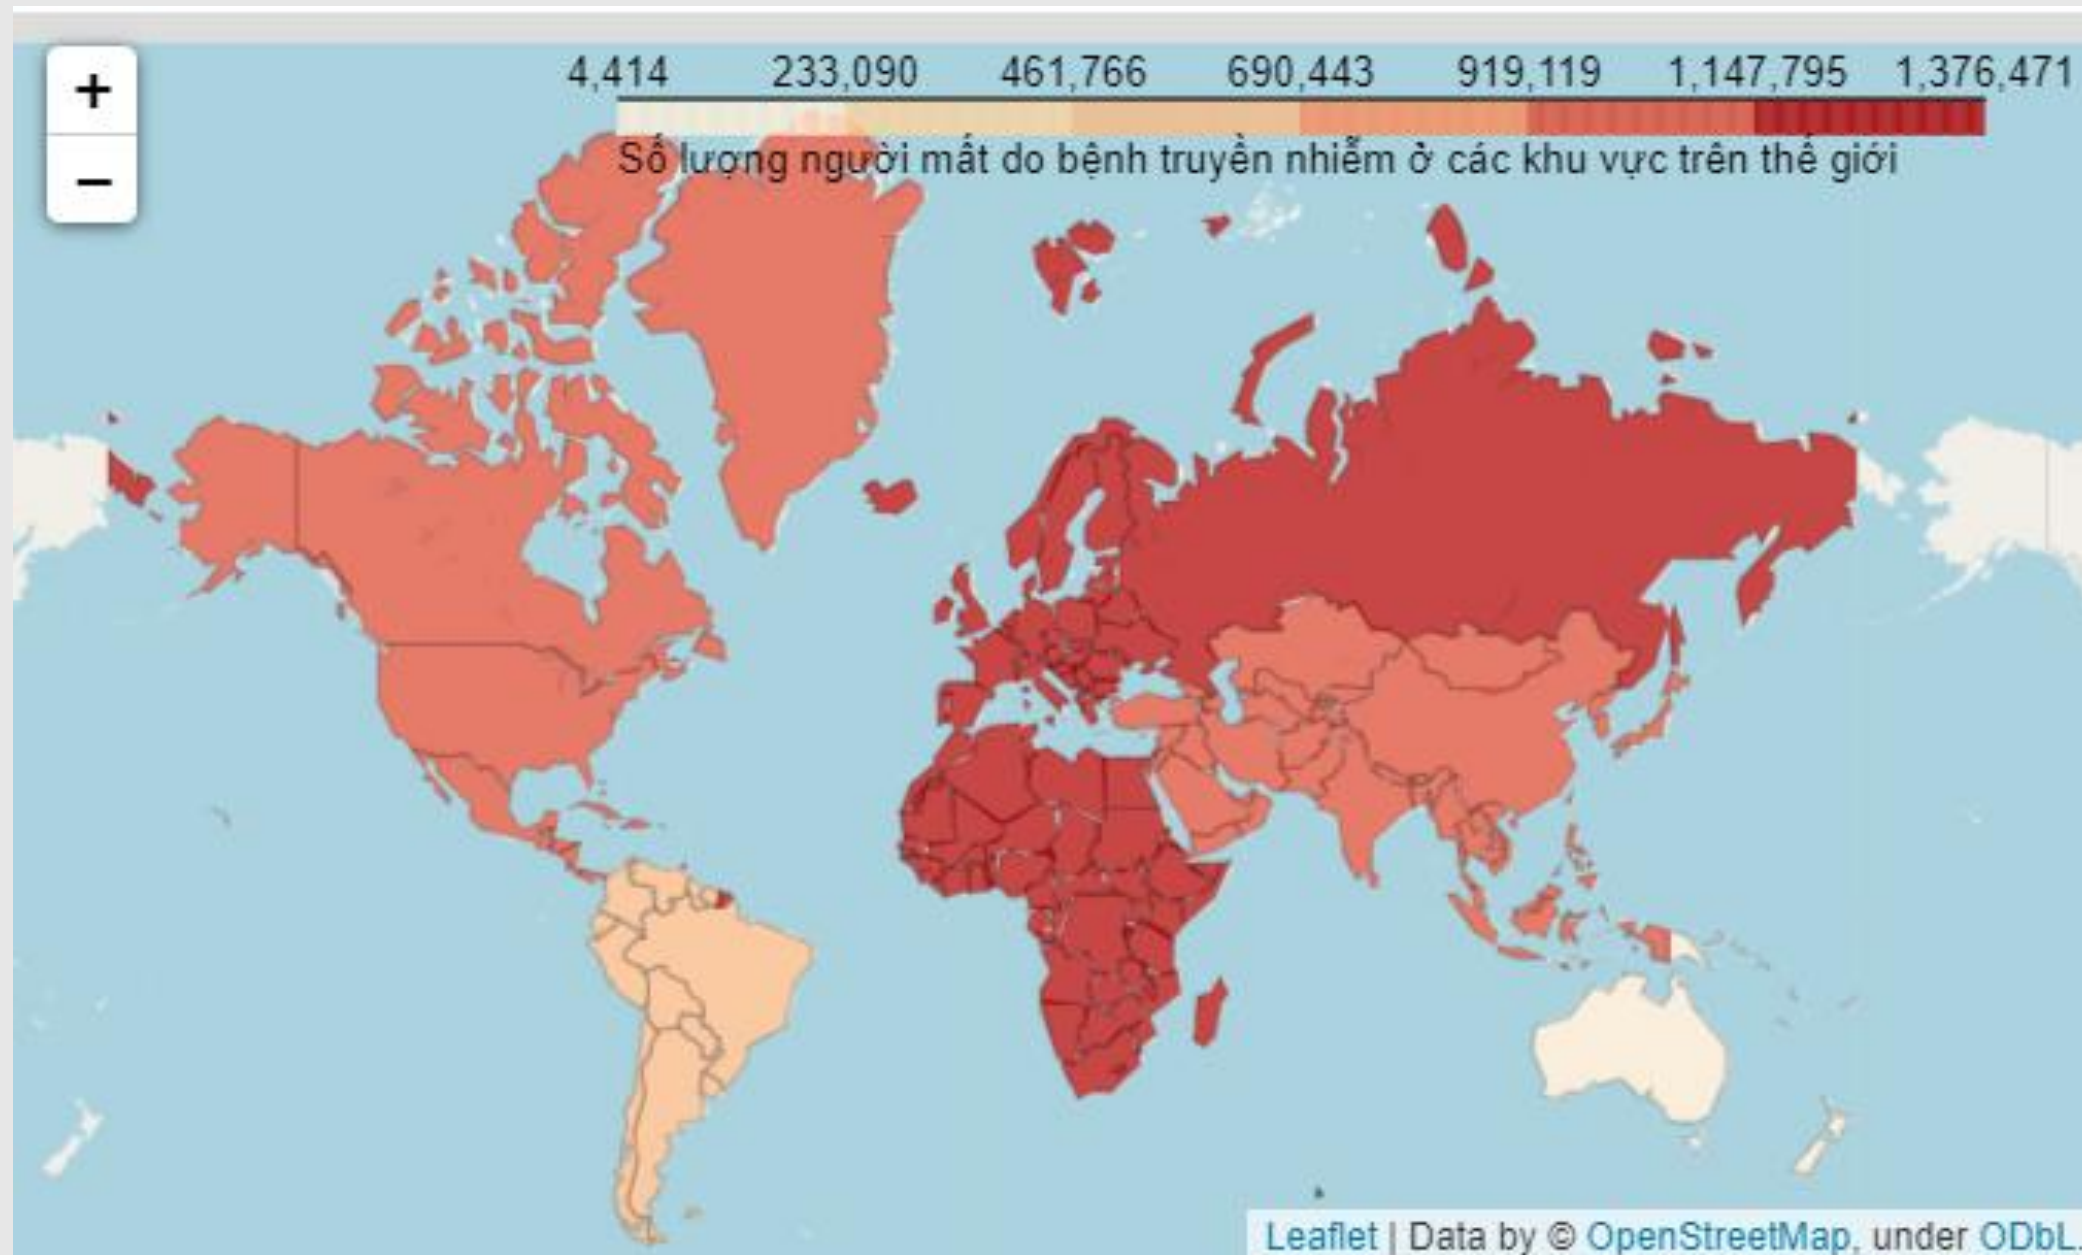 +
−
4,414 233,090 461,766 690,443 919,119 1,147,795 1,376,471
Số lượng người mất do bệnh truyền nhiễm ở các khu vực trên thế giới
Leaflet | Data by © OpenStreetMap, under ODbL.